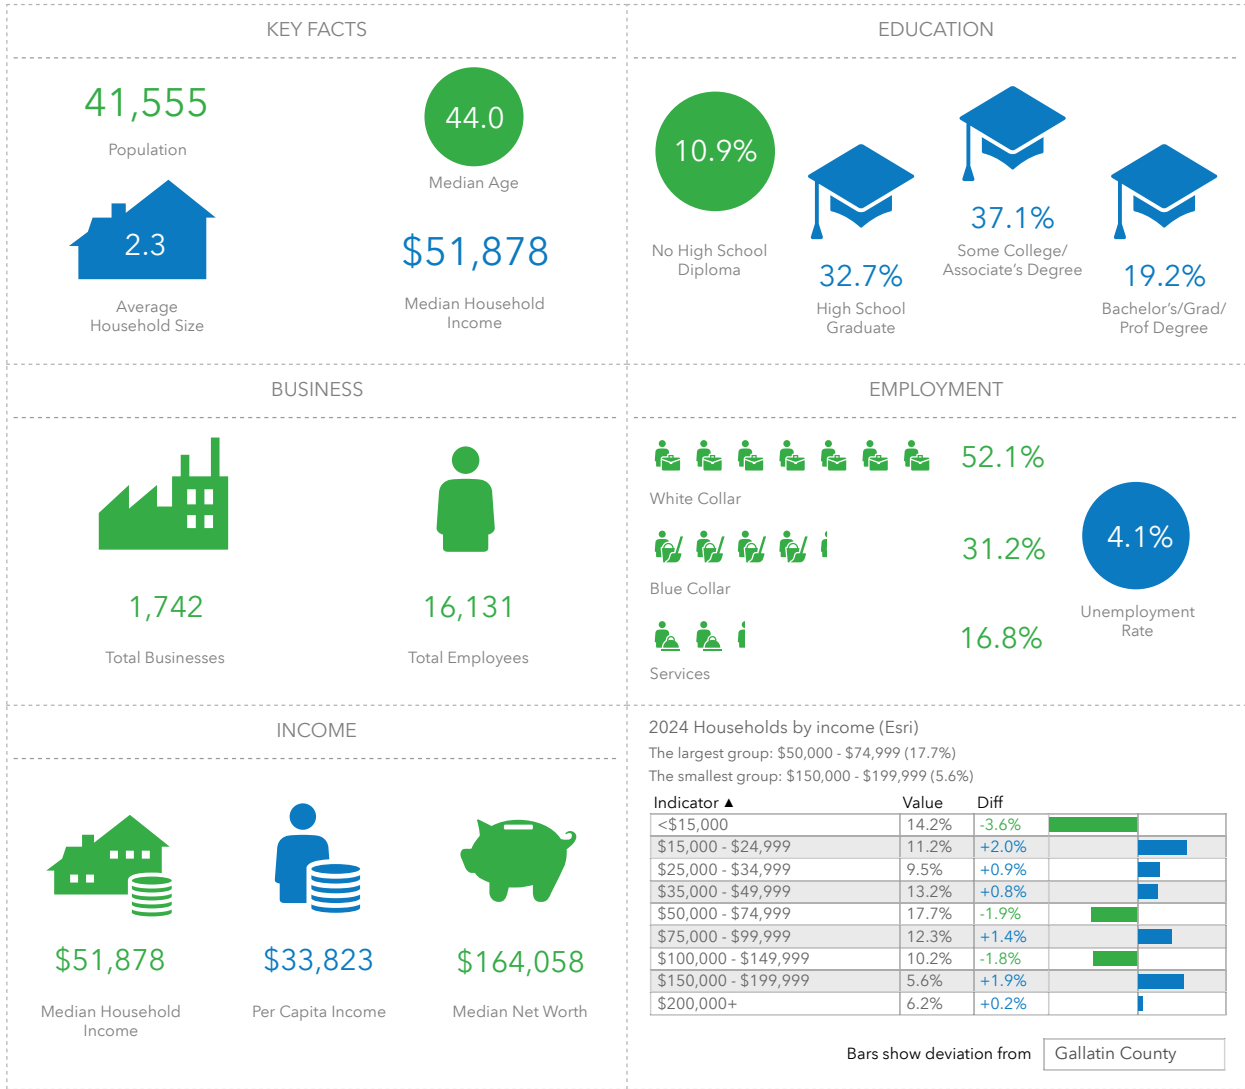 KEY FACTS
41,555
Population
44.0
Median Age
2.3
Average
Household Size
$51,878
Median Household
Income
EDUCATION
10.9%
No High School
Diploma
32.7%
High School
Graduate
37.1%
Some College/
Associate's Degree
19.2%
Bachelor's/Grad/
Prof Degree
BUSINESS
1,742
Total Businesses
16,131
Total Employees
EMPLOYMENT
52.1%
White Collar
31.2%
Blue Collar
16.8%
Services
4.1%
Unemployment
Rate
INCOME
$51,878
Median Household
Income
$33,823
Per Capita Income
$164,058
Median Net Worth
2024 Households by income (Esri)
The largest group: $50,000 - $74,999 (17.7%)
The smallest group: $150,000 - $199,999 (5.6%)
Indicator ▲ Value Diff
<$15,000 14.2% -3.6%
$15,000 - $24,999 11.2% +2.0%
$25,000 - $34,999 9.5% +0.9%
$35,000 - $49,999 13.2% +0.8%
$50,000 - $74,999 17.7% -1.9%
$75,000 - $99,999 12.3% +1.4%
$100,000 - $149,999 10.2% -1.8%
$150,000 - $199,999 5.6% +1.9%
$200,000+ 6.2% +0.2%
Bars show deviation from Gallatin County